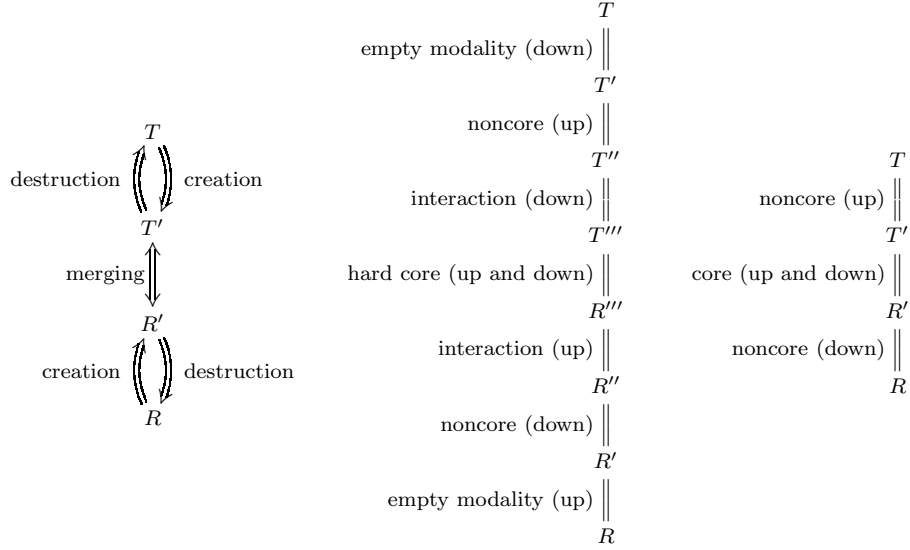 T
destruction
creation
T′
merging
R′
creation
destruction
R
T
empty modality (down)
T′
noncore (up)
T′′
interaction (down)
T′′′
hard core (up and down)
R′′′
interaction (up)
R′′
noncore (down)
R′
empty modality (up)
R
T
noncore (up)
T′
core (up and down)
R′
noncore (down)
R